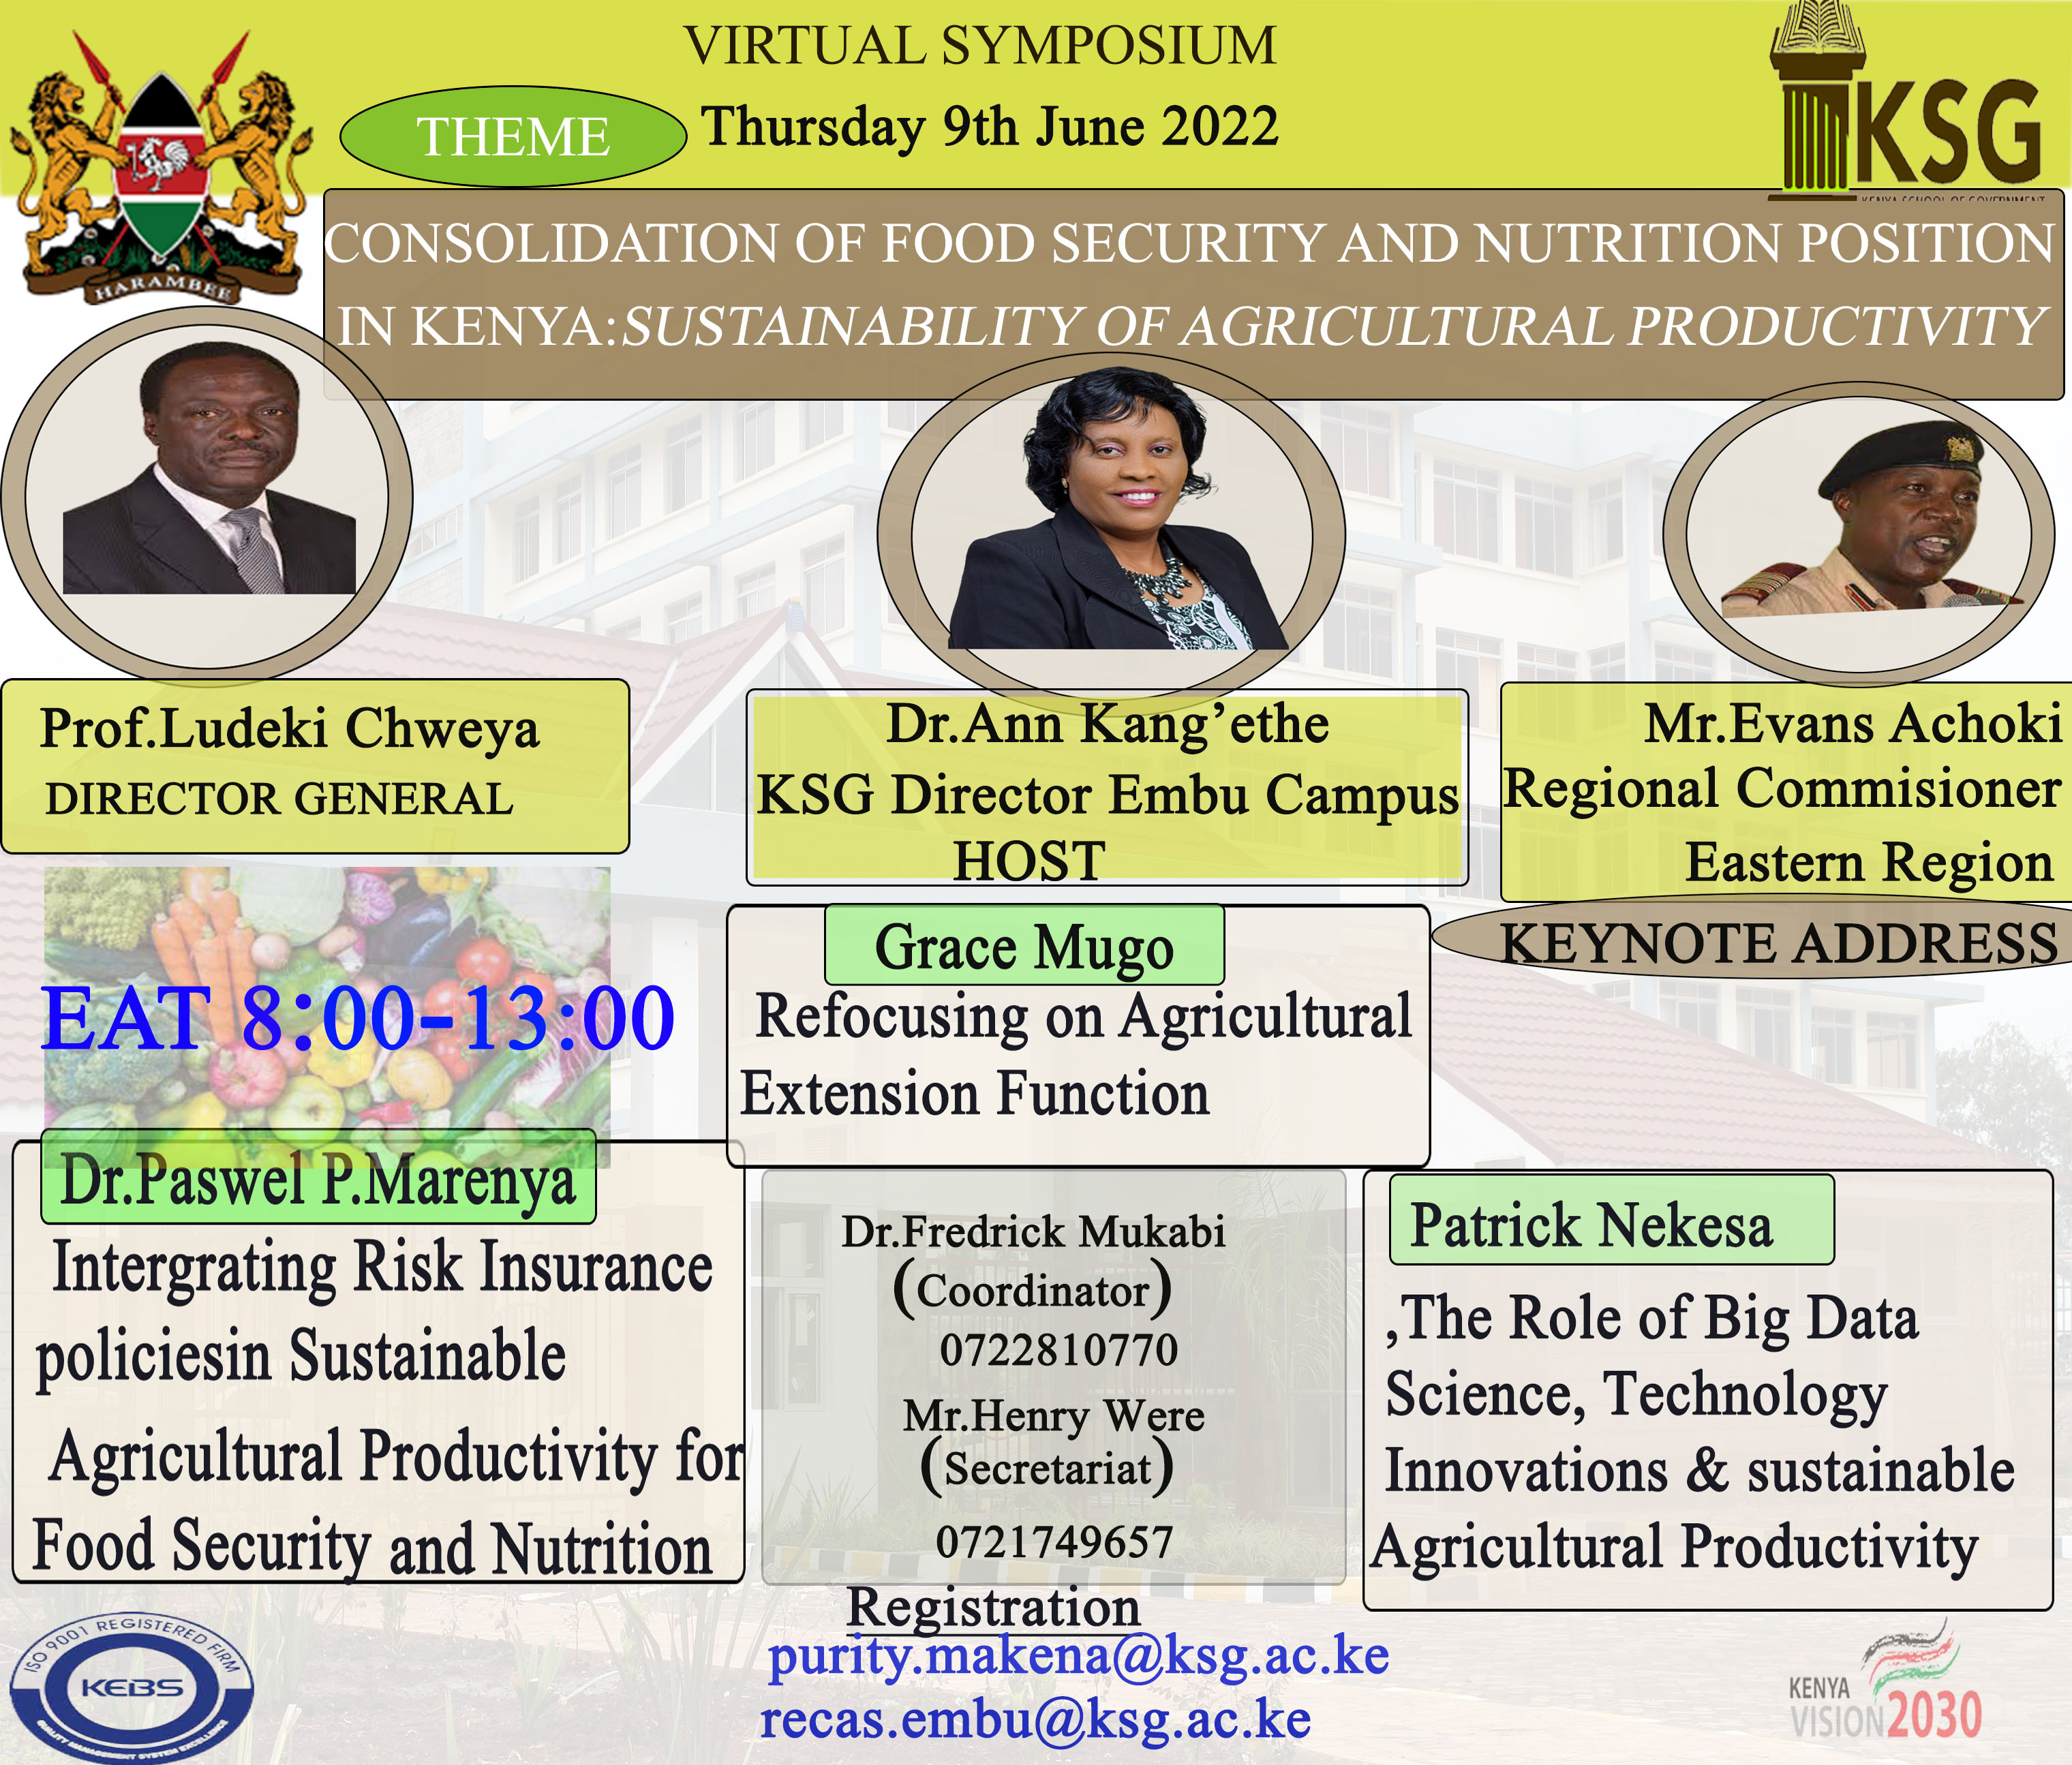 VIRTUAL SYMPOSIUM
THEME
Thursday 9th June 2022
KSG
KENYA SCHOOL OF GOVERNMENT
HARAMBEE
CONSOLIDATION OF FOOD SECURITY AND NUTRITION POSITION
IN KENYA:SUSTAINABILITY OF AGRICULTURAL PRODUCTIVITY
Prof.Ludeki Chweya
DIRECTOR GENERAL
Dr.Ann Kang’ethe
KSG Director Embu Campus
HOST
Mr.Evans Achoki
Regional Commisioner
Eastern Region
KEYNOTE ADDRESS
EAT 8:00-13:00
Grace Mugo
Refocusing on Agricultural
Extension Function
Dr.Paswel P.Marenya
Intergrating Risk Insurance
policiesin Sustainable
Agricultural Productivity for
Food Security and Nutrition
Dr.Fredrick Mukabi
(Coordinator)
0722810770
Mr.Henry Were
(Secretariat)
0721749657
Patrick Nekesa
,The Role of Big Data
Science, Technology
Innovations & sustainable
Agricultural Productivity
Registration
purity.makena@ksg.ac.ke
recas.embu@ksg.ac.ke
ISO 9001 REGISTERED FIRM
KEBS
KENYA
VISION 2030